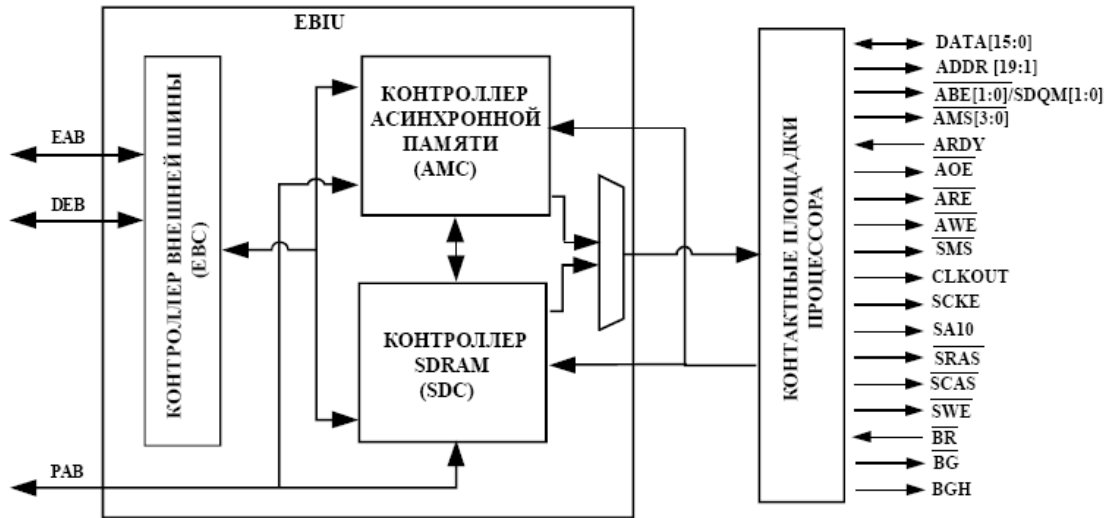 EBIU
EAB
DEB
PAB
КОНТРОЛЛЕР ВНЕШНЕЙ ШИНЫ
(EBC)
КОНТРОЛЛЕР
АСИНХРОННОЙ
ПАМЯТИ
(AMC)
КОНТРОЛЛЕР
SDRAM
(SDC)
КОНТАКТНЫЕ ПЛОЩАДКИ
ПРОЦЕССОРА
DATA[15:0]
ADDR [19:1]
ABE[1:0]/SDQM[1:0]
AMS[3:0]
ARDY
AOE
ARE
AWE
SMS
CLKOUT
SCKE
SA10
SRAS
SCAS
SWE
BR
BG
BGH